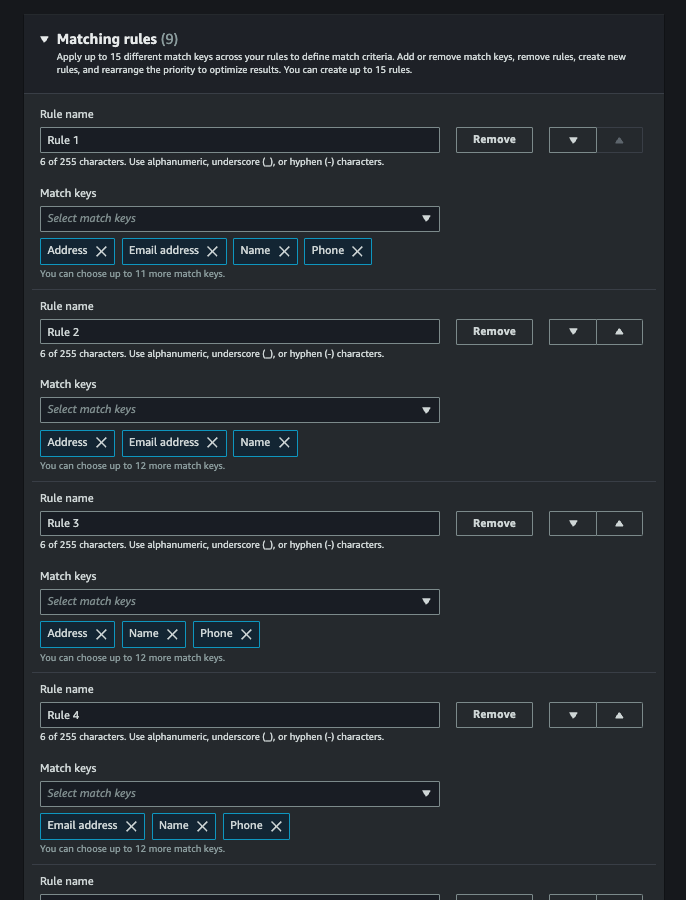 Matching rules (9)
Apply up to 15 different match keys across your rules to define match criteria. Add or remove match keys, remove rules, create new
rules, and rearrange the priority to optimize results. You can create up to 15 rules.
Rule name
Rule 1
Remove
6 of 255 characters. Use alphanumeric, underscore (_), or hyphen (-) characters.
Match keys
Select match keys
Address Email address Name Phone
You can choose up to 11 more match keys.
Rule name
Rule 2
Remove
6 of 255 characters. Use alphanumeric, underscore (_), or hyphen (-) characters.
Match keys
Select match keys
Address Email address Name
You can choose up to 12 more match keys.
Rule name
Rule 3
Remove
6 of 255 characters. Use alphanumeric, underscore (_), or hyphen (-) characters.
Match keys
Select match keys
Address Name Phone
You can choose up to 12 more match keys.
Rule name
Rule 4
Remove
6 of 255 characters. Use alphanumeric, underscore (_), or hyphen (-) characters.
Match keys
Select match keys
Email address Name Phone
You can choose up to 12 more match keys.
Rule name